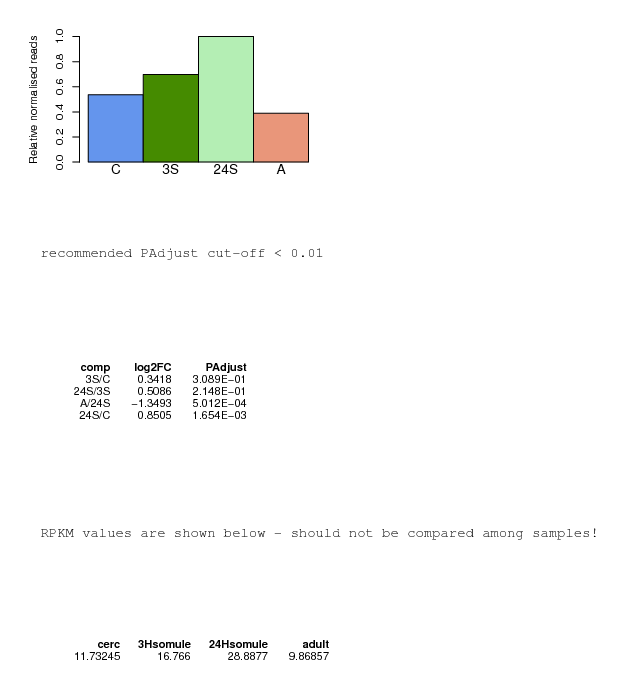 Relative normalised reads
1.0
0.8
0.6
0.4
0.2
0.0
C 3S 24S A
recommended PAdjust cut-off < 0.01
comp log2FC PAdjust
3S/C 0.3418 3.089E−01
24S/3S 0.5086 2.148E−01
A/24S −1.3493 5.012E−04
24S/C 0.8505 1.654E−03
RPKM values are shown below - should not be compared among samples!
cerc 3Hsomule 24Hsomule adult
11.73245 16.766 28.8877 9.86857